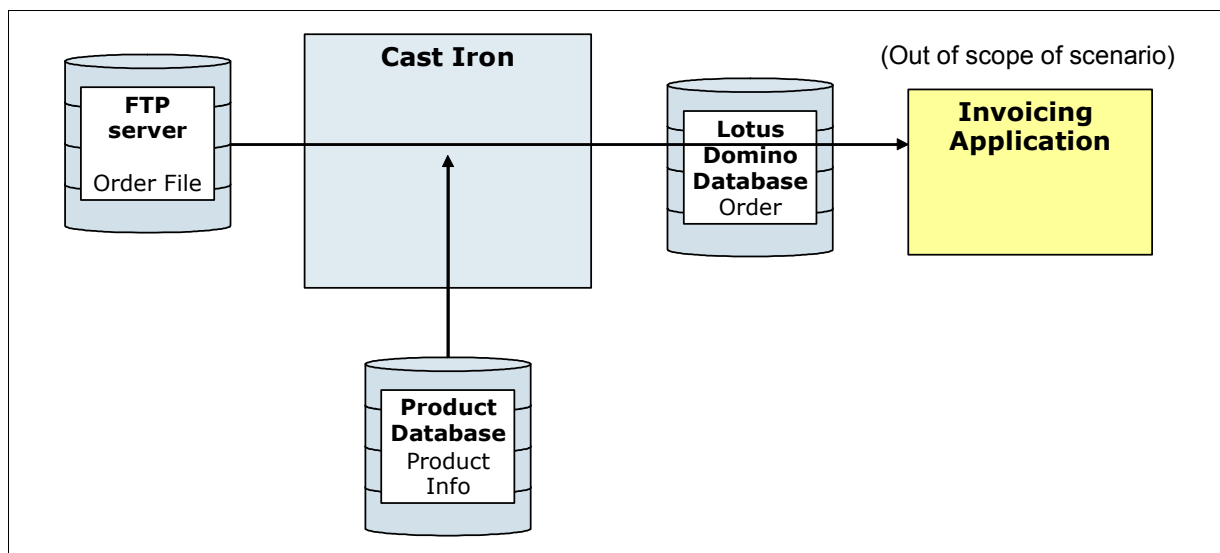 Cast Iron
(Out of scope of scenario)
FTP
server
Order File
Lotus
Domino
Database
Order
Invoicing
Application
Product
Database
Product
Info